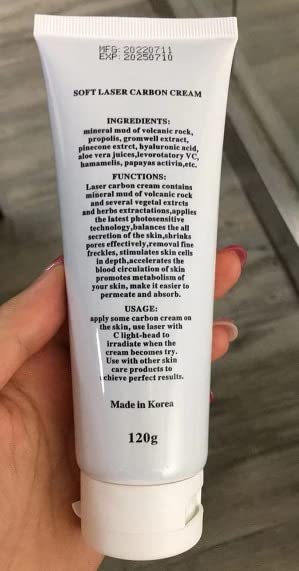 MFG: 20220711
EXP: 20250710
SOFT LASER CARBON CREAM
INGREDIENTS:
mineral mud of volcanic rock,
propolis, gromwell extract,
pinecone extrct, hyaluronic acid,
aloe vera juices,levorotatory VC,
hamamelis, papayas activin,etc.
FUNCTIONS:
Laser carbon cream contains
mineral mud of volcanic rock
and several vegetal extrcts
and herbs extractations,applies
the latest photosensitive
technology,balances the all
secretion of the skin,shrinks
pores effectively,removal fine
freckles, stimulates skin cells
in depth,accelerates the
blood circulation of skin
promotes metabolism of
your skin, make it easier to
permeate and absorb.
USAGE:
apply some carbon cream on
the skin, use laser with
C light-head to
irradiate when the
cream becomes try.
Use with other skin
care products to
chieve perfect results.
Made in Korea
120g